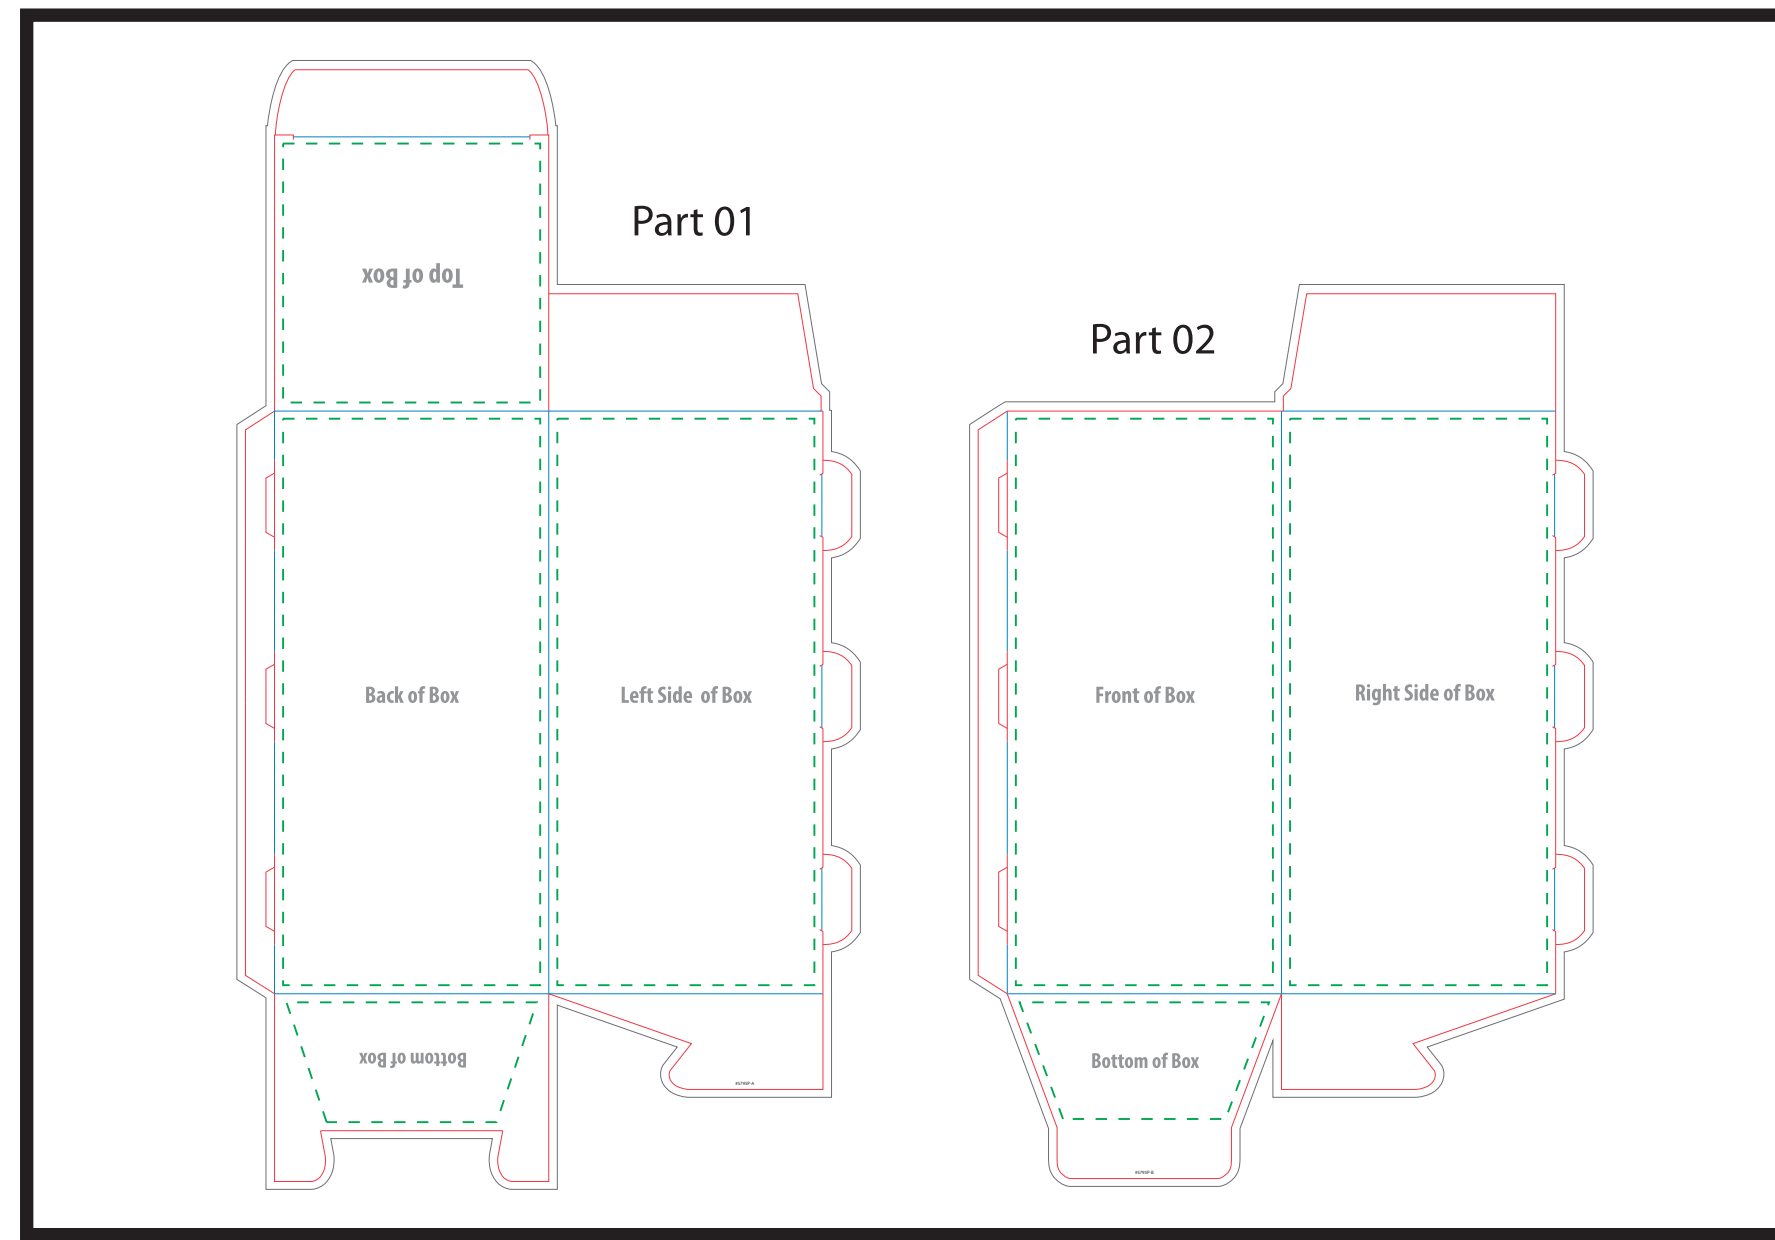 Part 01
Top of Box
Part 02
Back of Box
Left Side of Box
Front of Box
Right Side of Box
Bottom of Box
Bottom of Box